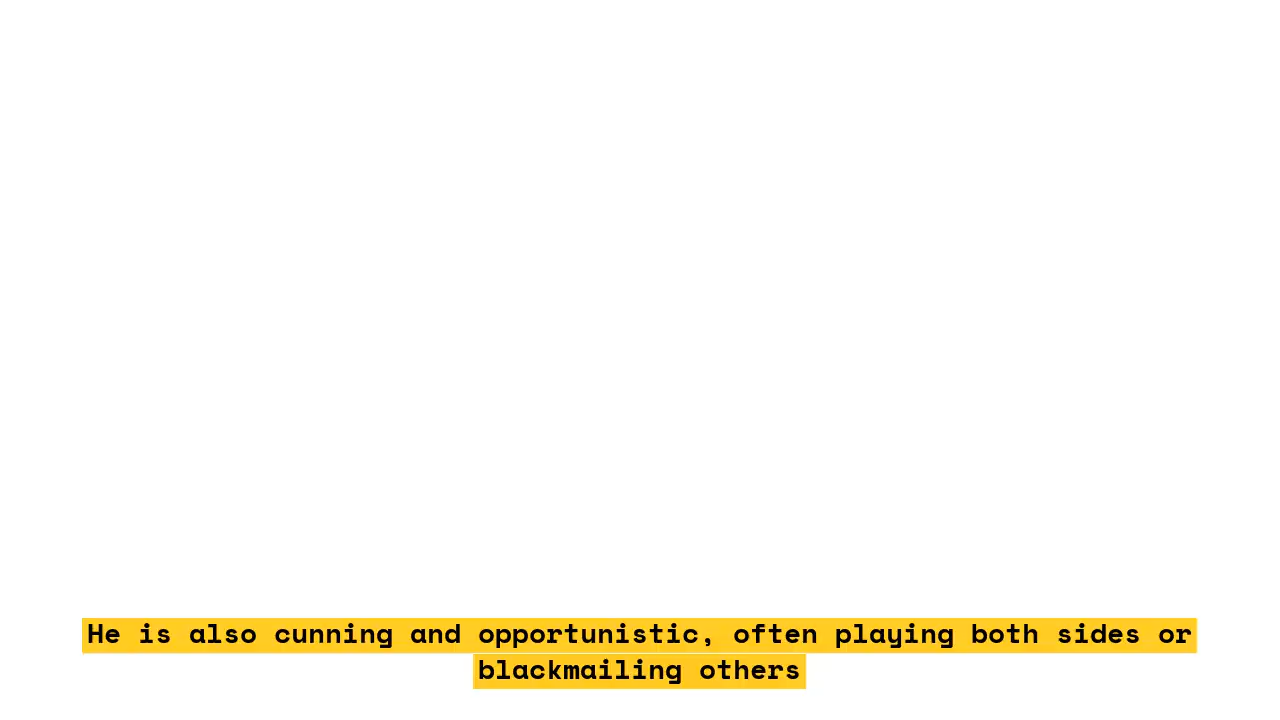 He is also cunning and opportunistic, often playing both sides or
blackmailing others